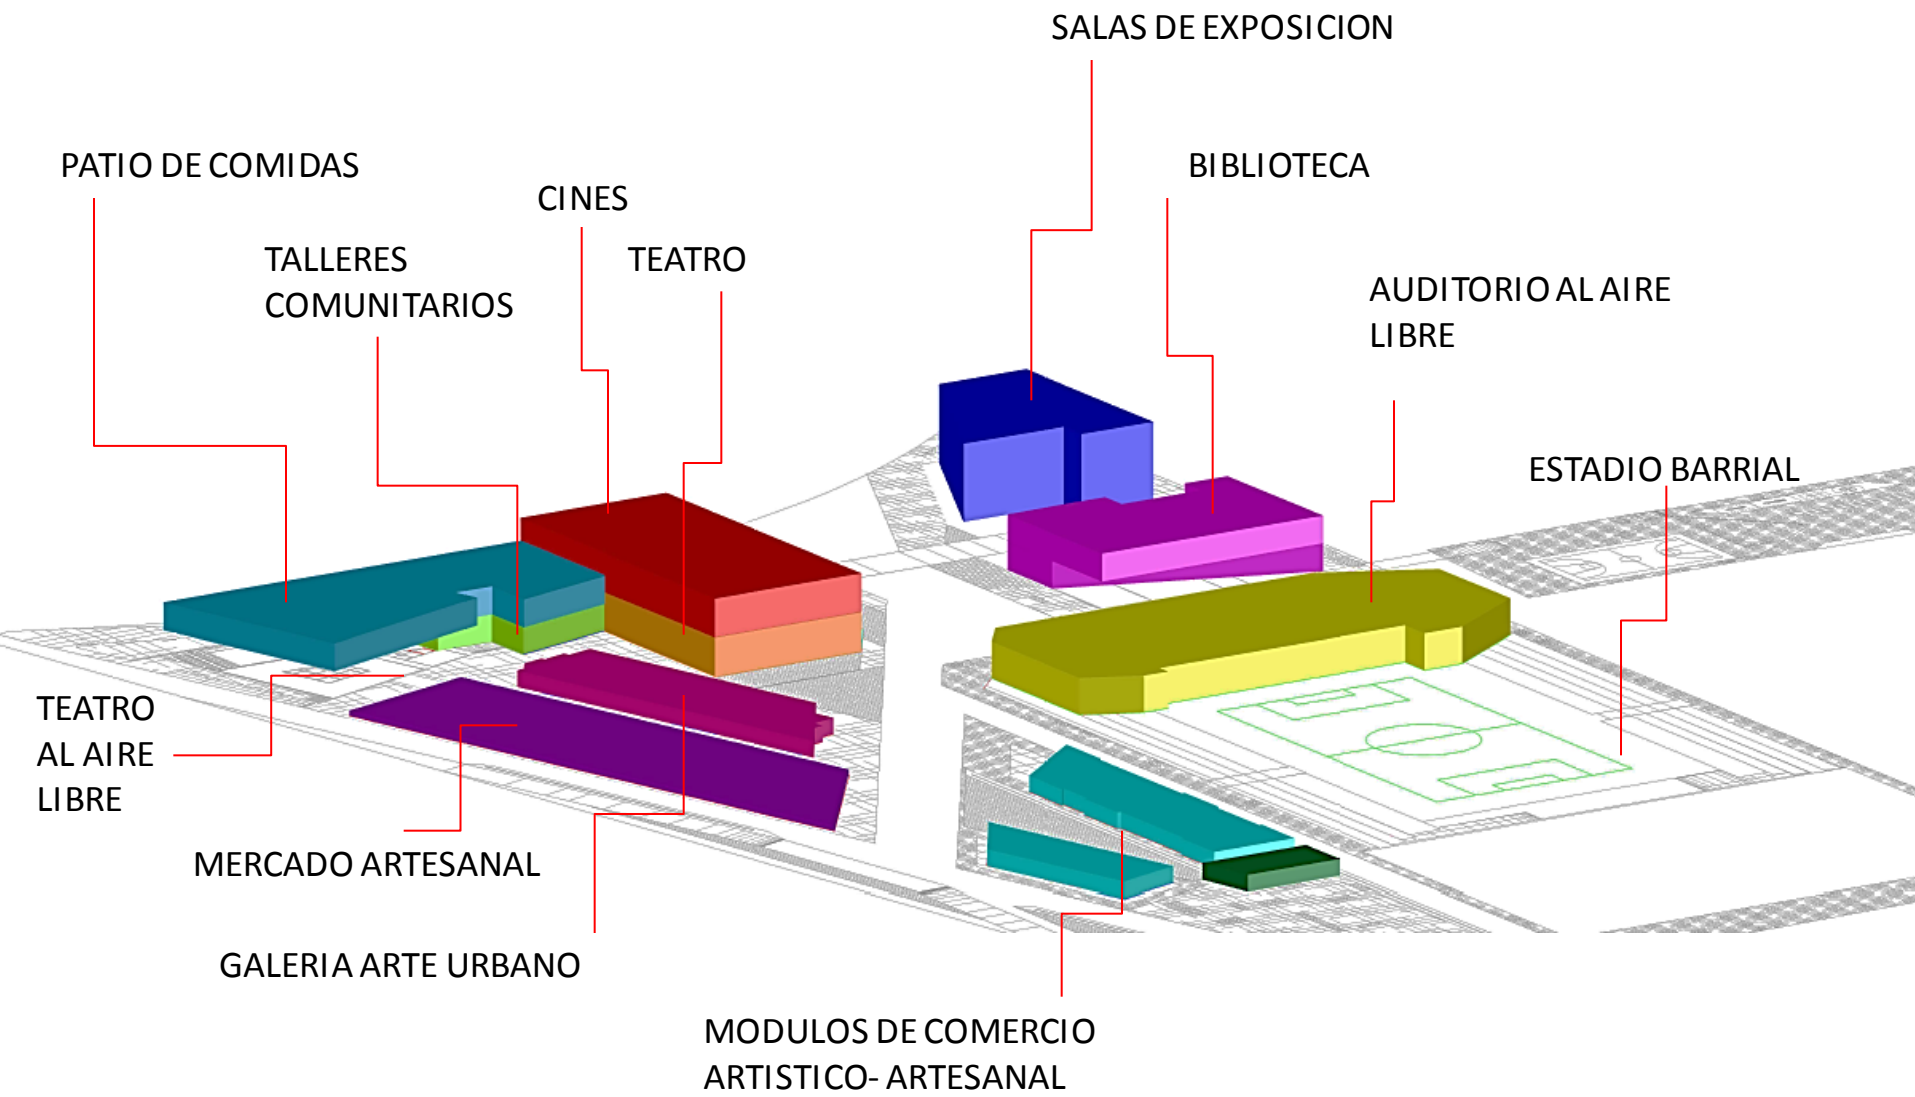 SALAS DE EXPOSICION
PATIO DE COMIDAS
BIBLIOTECA
CINES
TALLERES
COMUNITARIOS
TEATRO
AUDITORIO AL AIRE
LIBRE
ESTADIO BARRIAL
TEATRO
AL AIRE
LIBRE
MERCADO ARTESANAL
GALERIA ARTE URBANO
MODULOS DE COMERCIO
ARTISTICO- ARTESANAL